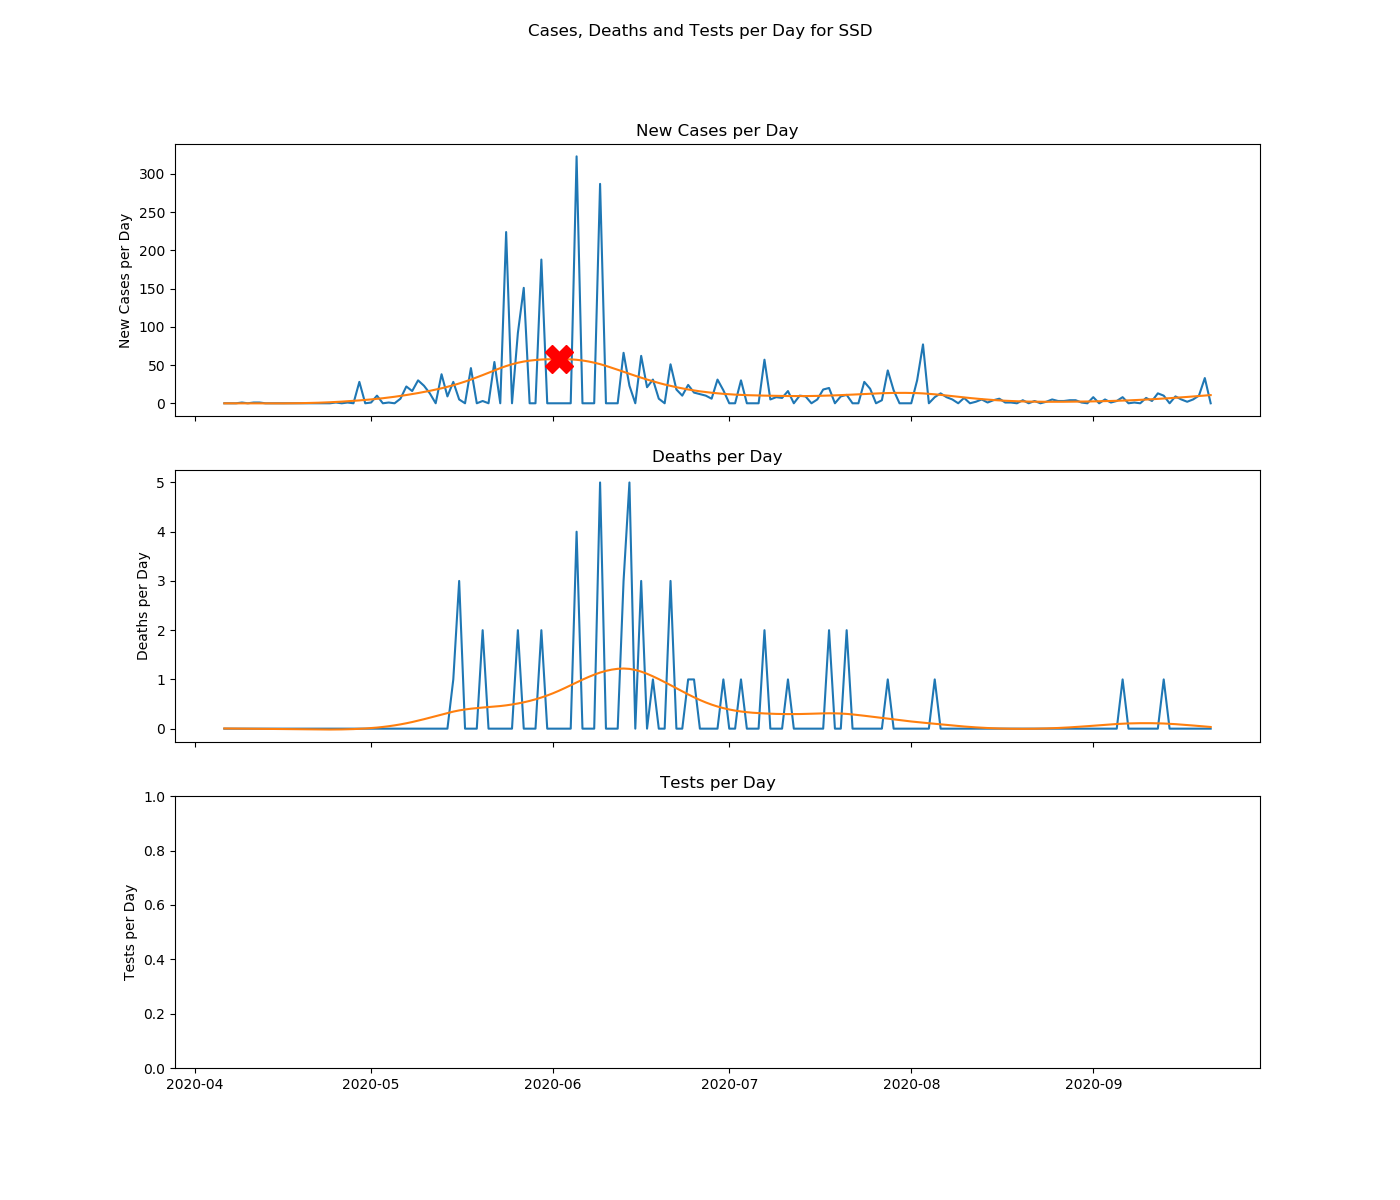 Cases, Deaths and Tests per Day for SSD
New Cases per Day
New Cases per Day
300
250
200
150
100
50
0
Deaths per Day
Deaths per Day
5
4
3
2
1
0
Tests per Day
Tests per Day
1.0
0.8
0.6
0.4
0.2
0.0
2020-04 2020-05 2020-06 2020-07 2020-08 2020-09